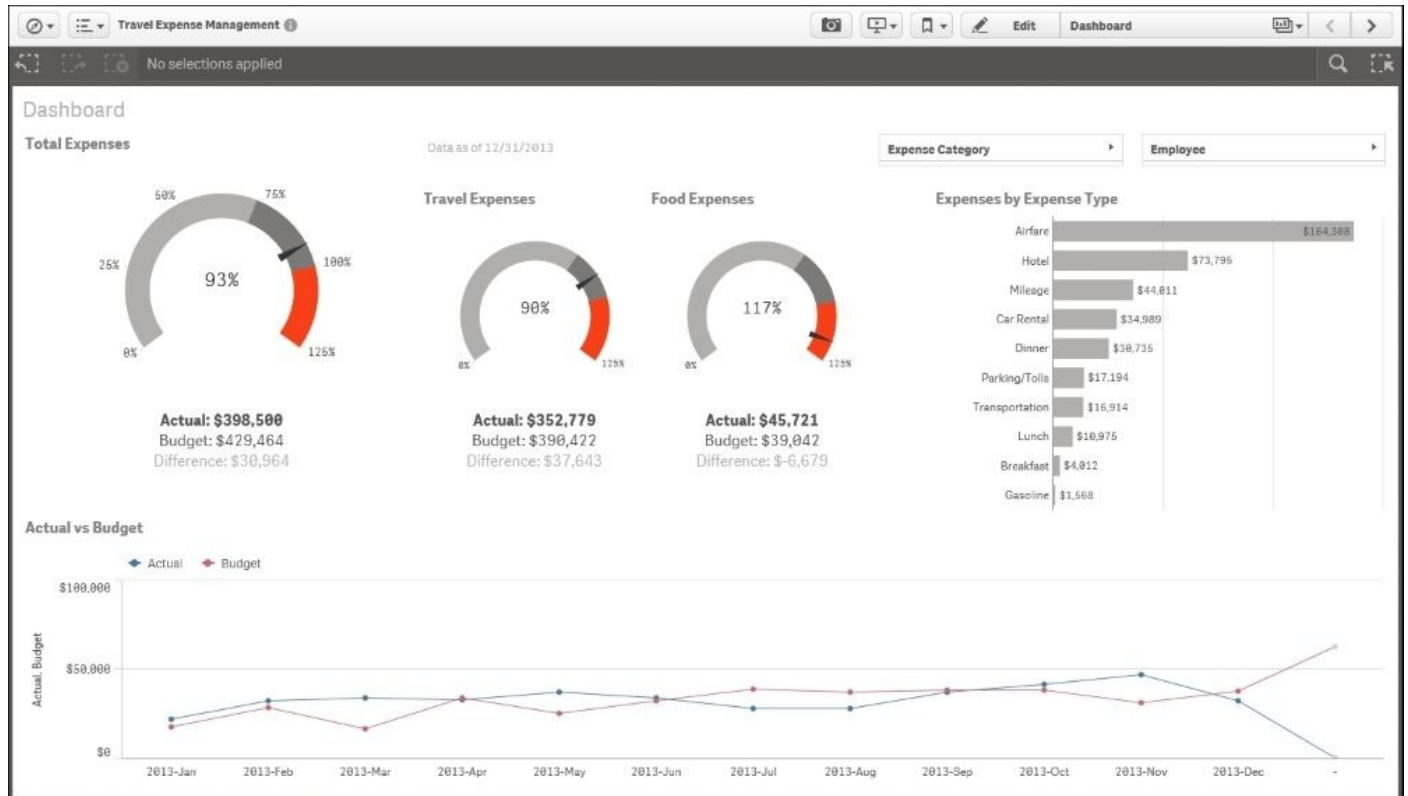 Travel Expense Management
Edit
Dashboard
No selections applied
Dashboard
Total Expenses
Data as of 12/31/2013
Expense Category
Employee
0%
25%
50%
75%
100%
125%
93%
Actual: $398,500
Budget: $429,464
Difference: $30,964
Travel Expenses
90%
0%
125%
Actual: $352,779
Budget: $390,422
Difference: $37,643
Food Expenses
117%
0%
125%
Actual: $45,721
Budget: $39,042
Difference: $-6,679
Expenses by Expense Type
Airfare $164,308
Hotel $73,795
Mileage $44,011
Car Rental $34,989
Dinner $30,735
Parking/Tolls $17,194
Transportation $16,914
Lunch $10,975
Breakfast $4,012
Gasoline $1,568
Actual vs Budget
Actual Budget
Actual, Budget
$100,000
$50,000
$0
2013-Jan 2013-Feb 2013-Mar 2013-Apr 2013-May 2013-Jun 2013-Jul 2013-Aug 2013-Sep 2013-Oct 2013-Nov 2013-Dec -